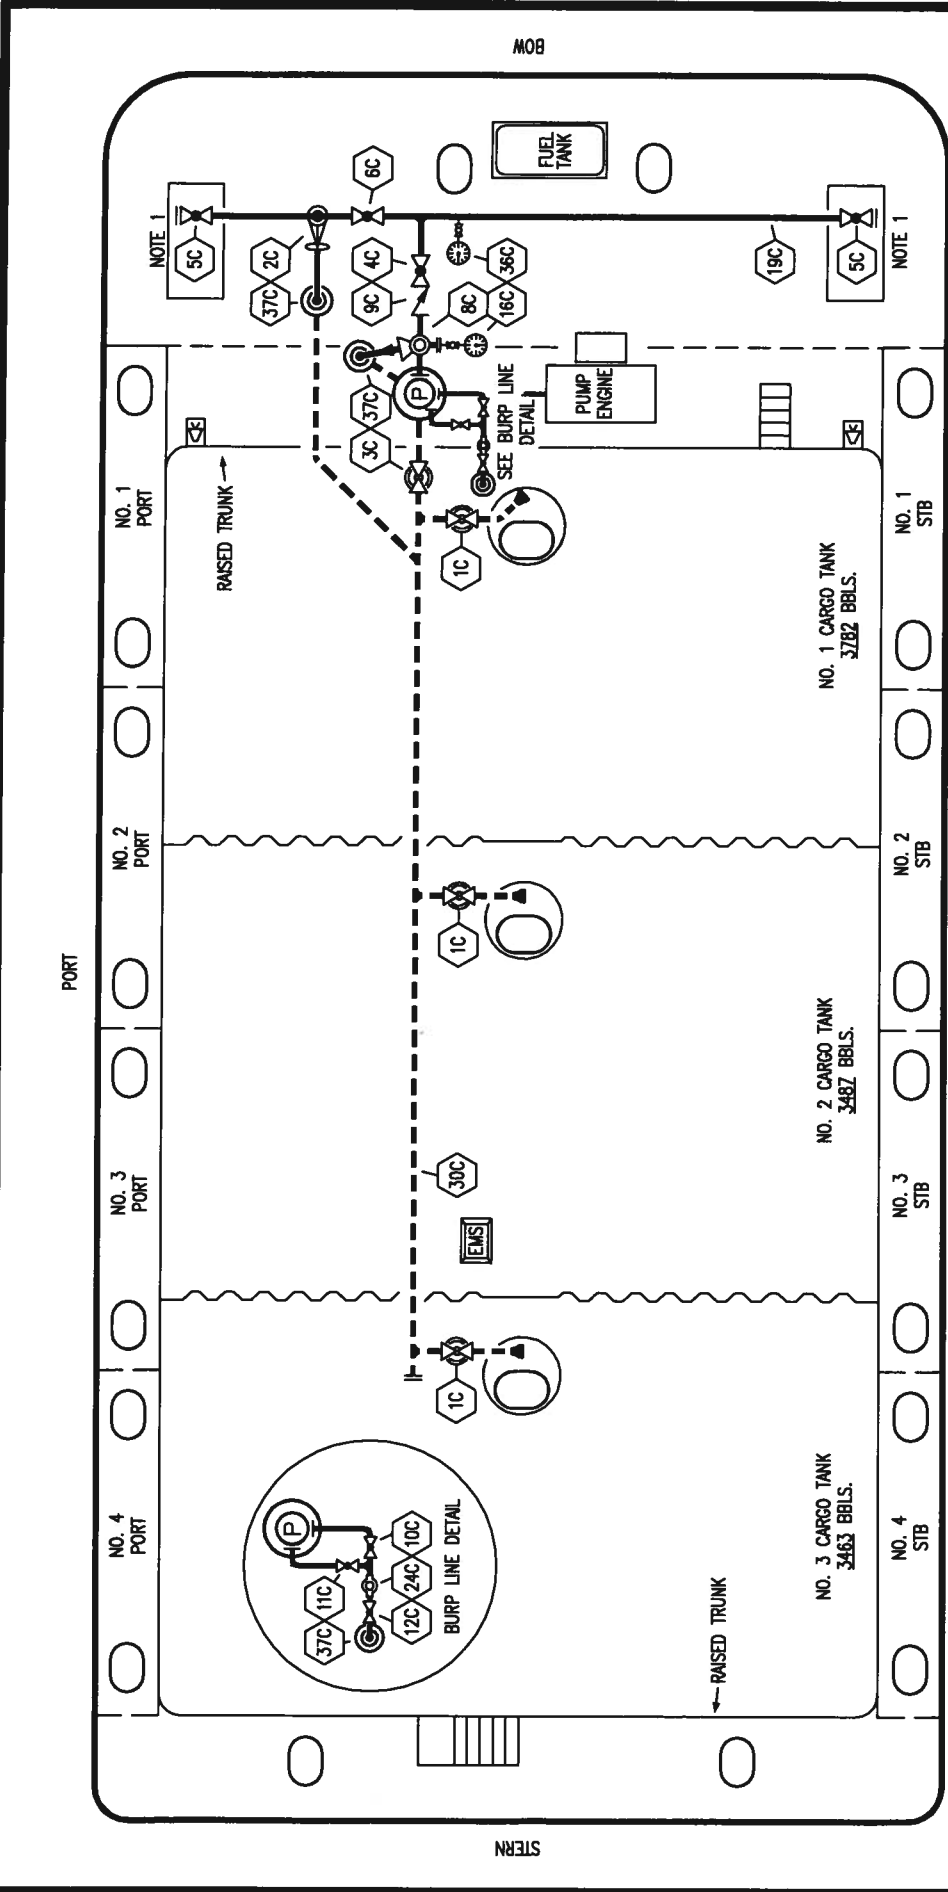 BOW
FUEL
TANK
NOTE 1
5C
2C
37C
6C
4C
9C
36C
8C
16C
19C
5C
NOTE 1
37C
3C
P
SEE BURP LINE
DETAIL
PUMP
ENGINE
NO. 1
PORT
RAISED TRUNK
1C
NO. 1 CARGO TANK
3782 BBLS.
NO. 1
STB
NO. 2
PORT
1C
NO. 2
STB
PORT
NO. 2 CARGO TANK
3487 BBLS.
NO. 3
PORT
30C
EMS
NO. 3
STB
1C
NO. 4
PORT
P
11C
37C
10C
24C
12C
BURP LINE DETAIL
NO. 3 CARGO TANK
3463 BBLS.
NO. 4
STB
RAISED TRUNK
STERN